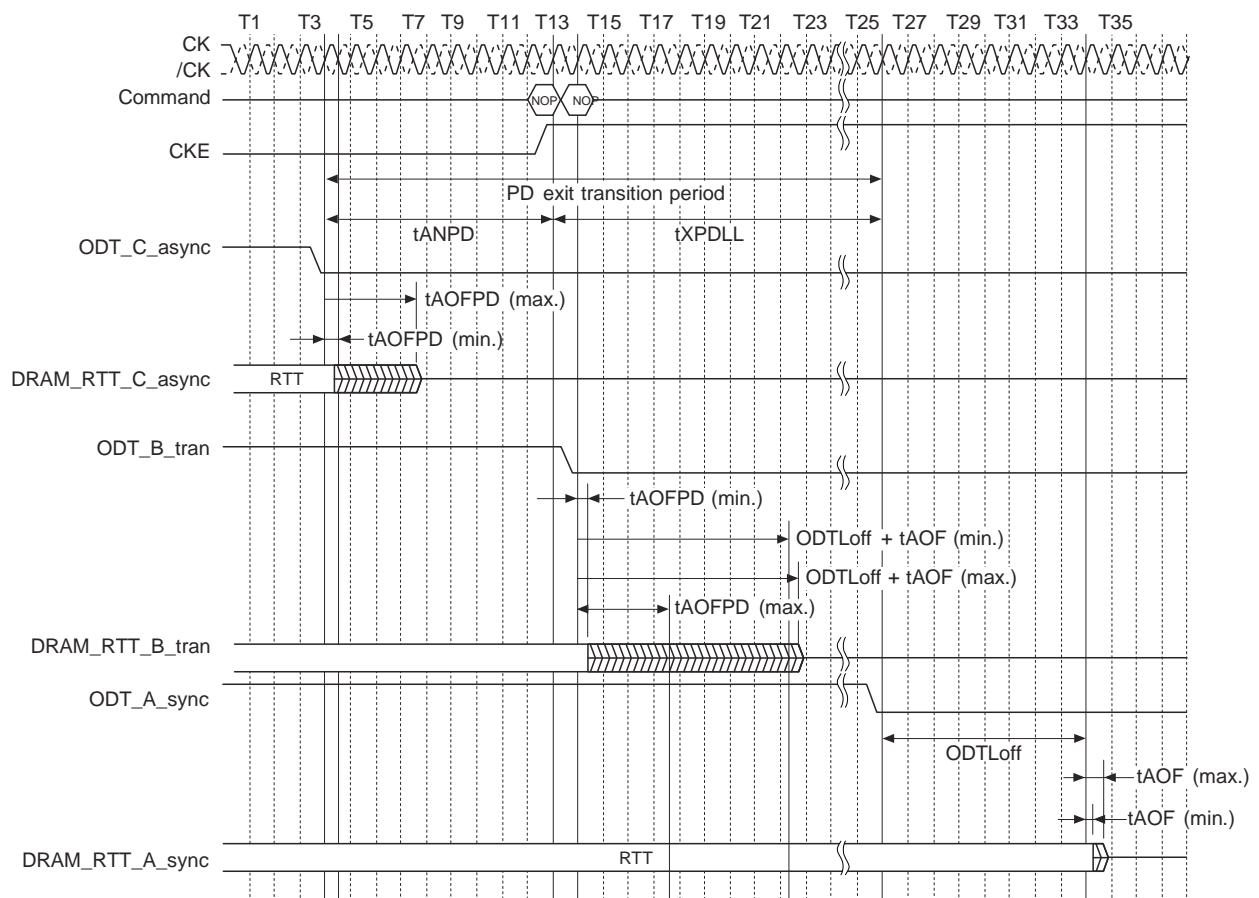 T1 T3 T5 T7 T9 T11 T13 T15 T17 T19 T21 T23 T25 T27 T29 T31 T33 T35
CK
/CK
Command
NOP NOP
CKE
PD exit transition period
tANPD tXPDLL
ODT_C_async
tAOFPD (max.)
tAOFPD (min.)
DRAM_RTT_C_async
RTT
ODT_B_tran
tAOFPD (min.)
ODTLoff + tAOF (min.)
ODTLoff + tAOF (max.)
tAOFPD (max.)
DRAM_RTT_B_tran
ODT_A_sync
ODTLoff
tAOF (max.)
tAOF (min.)
DRAM_RTT_A_sync
RTT